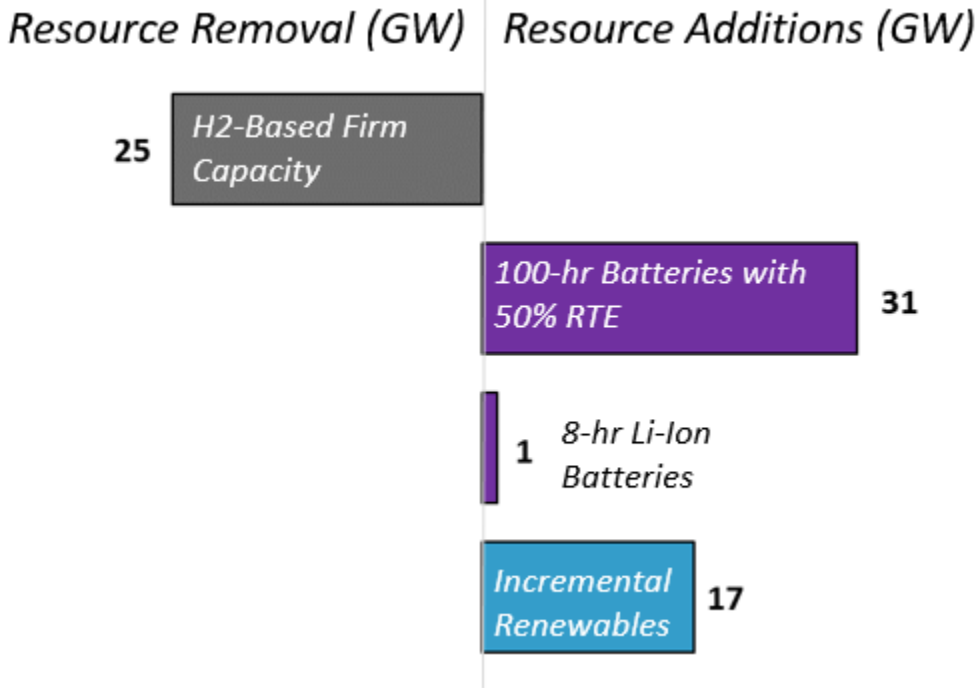 Resource Removal (GW)
Resource Additions (GW)
25
H2-Based Firm
Capacity
100-hr Batteries with
50% RTE
31
1
8-hr Li-Ion
Batteries
Incremental
Renewables
17